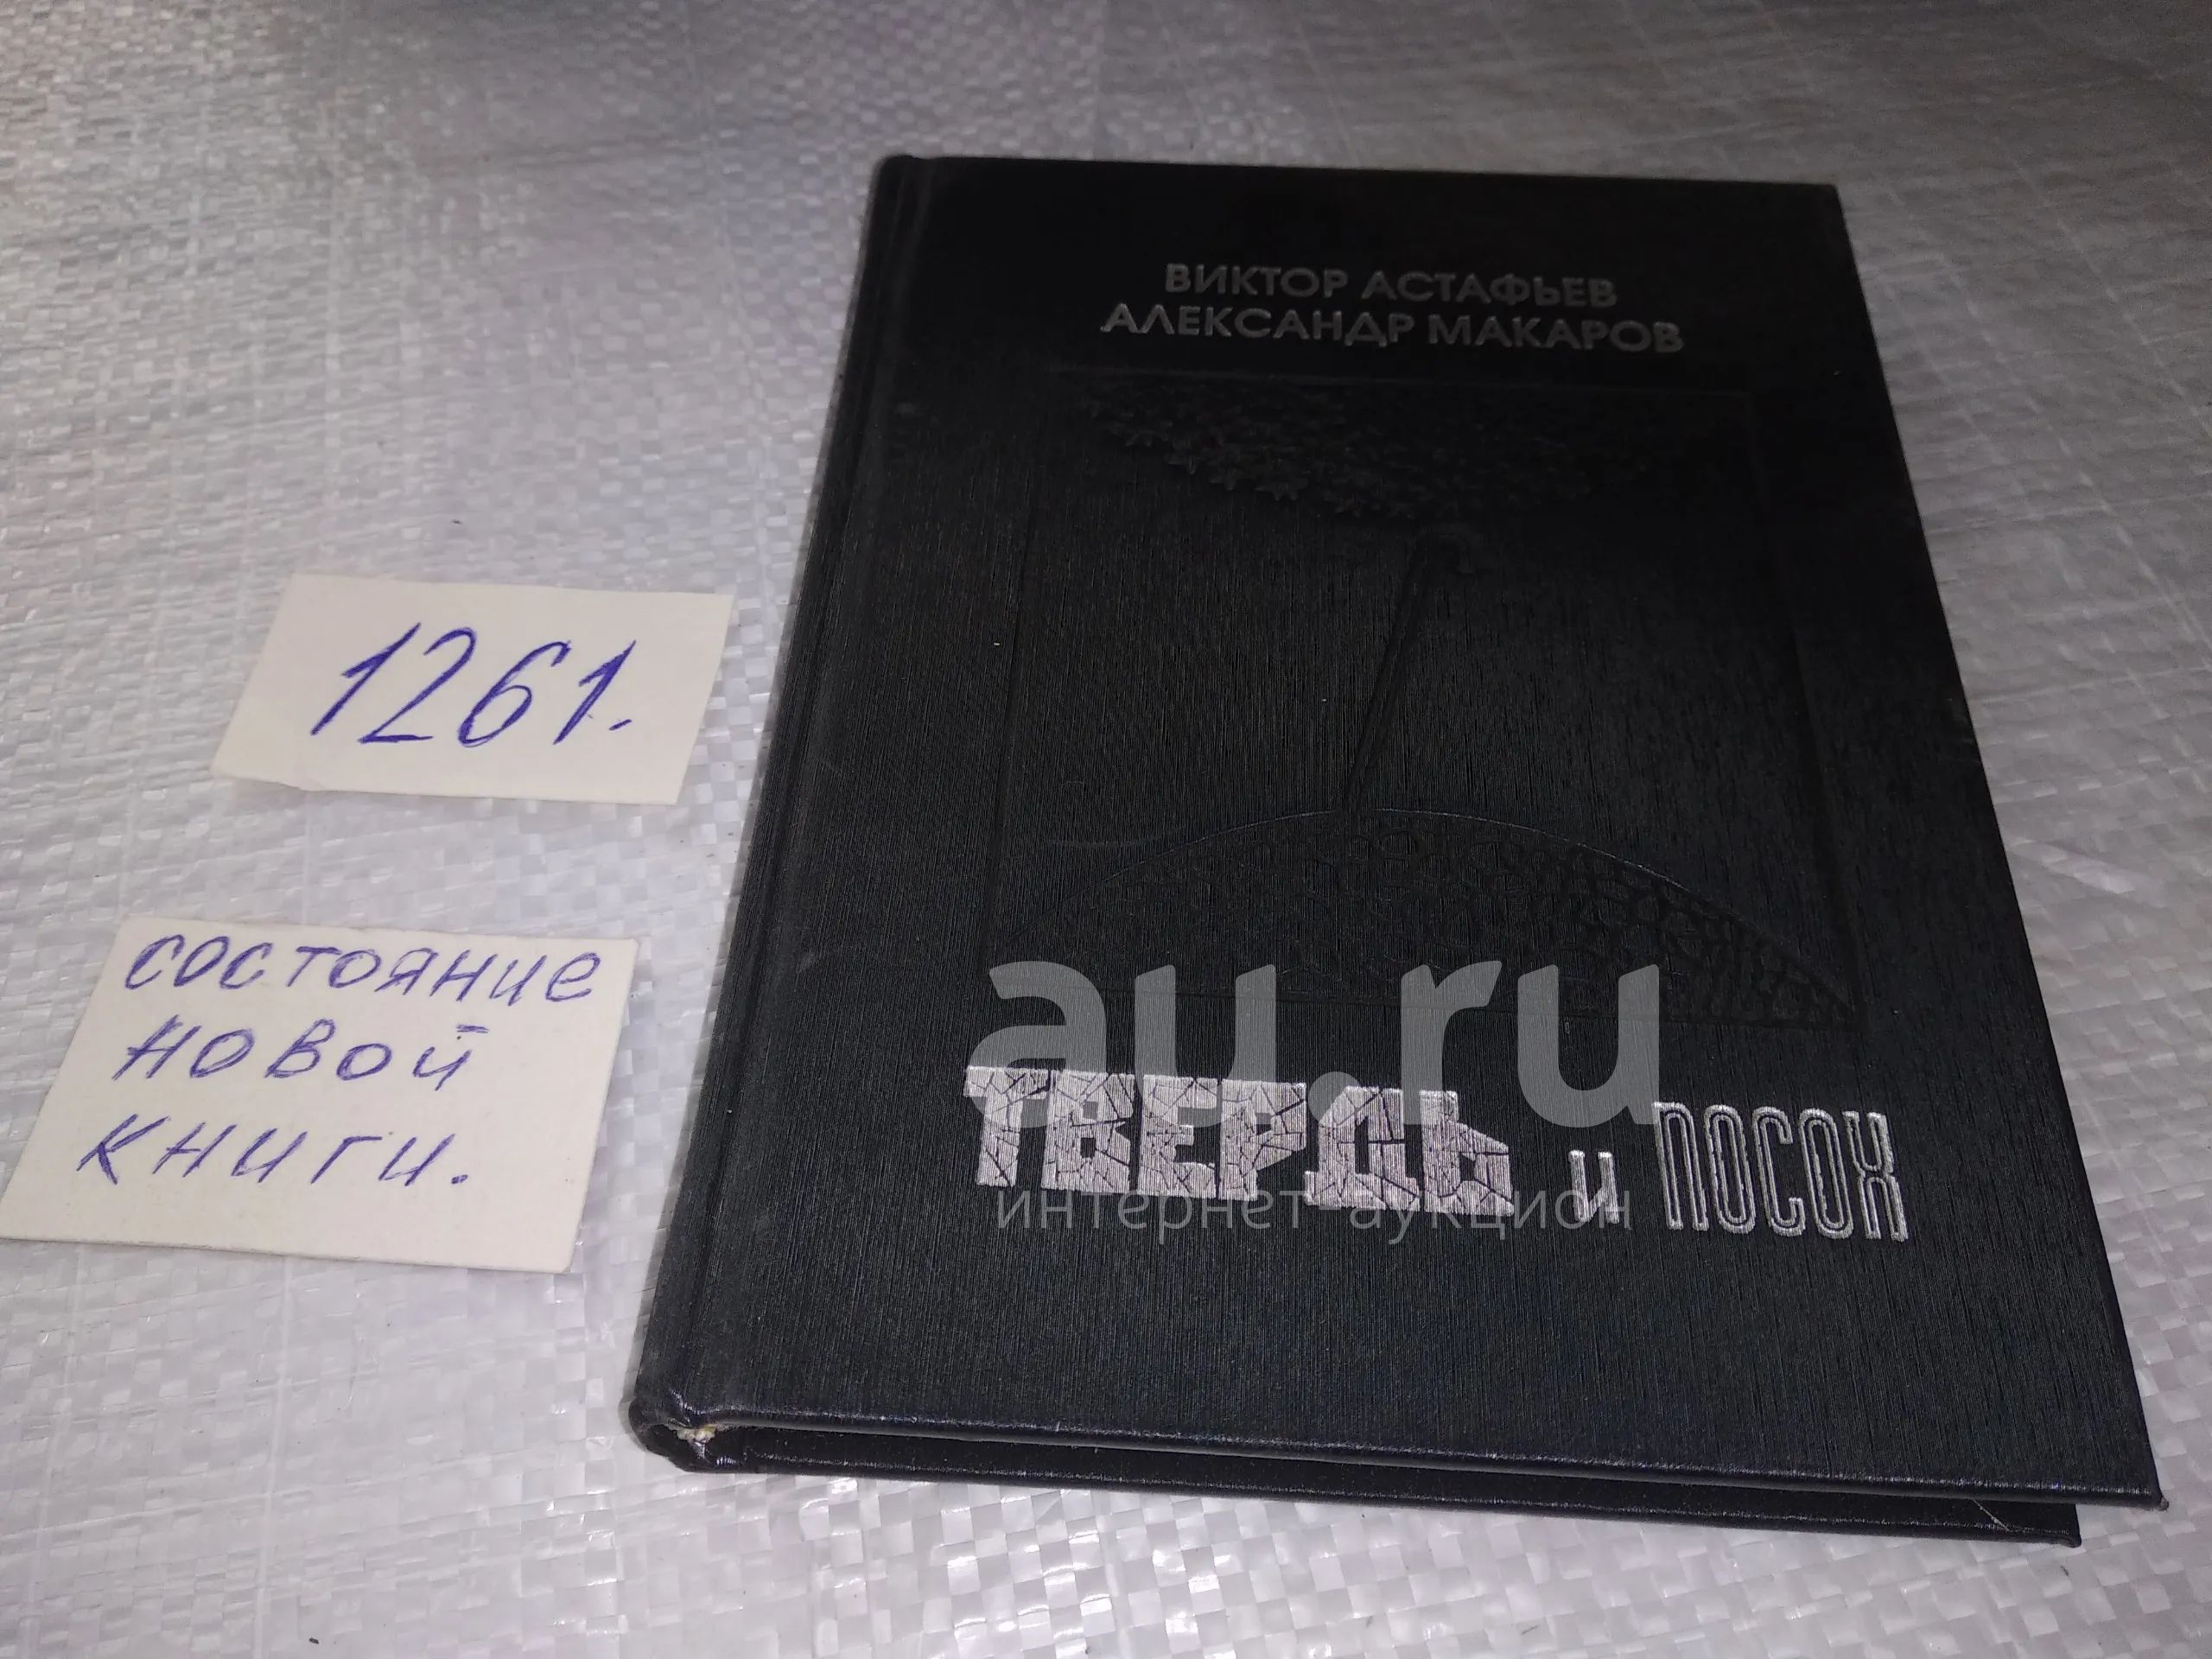 ВИКТОР АСТАФЬЕВ
АЛЕКСАНДР МАКАРОВ
1261.
состояние
новой
книги.
au.ru
ТВЕРДЬ и ПОСОХ
интернет-аукцион